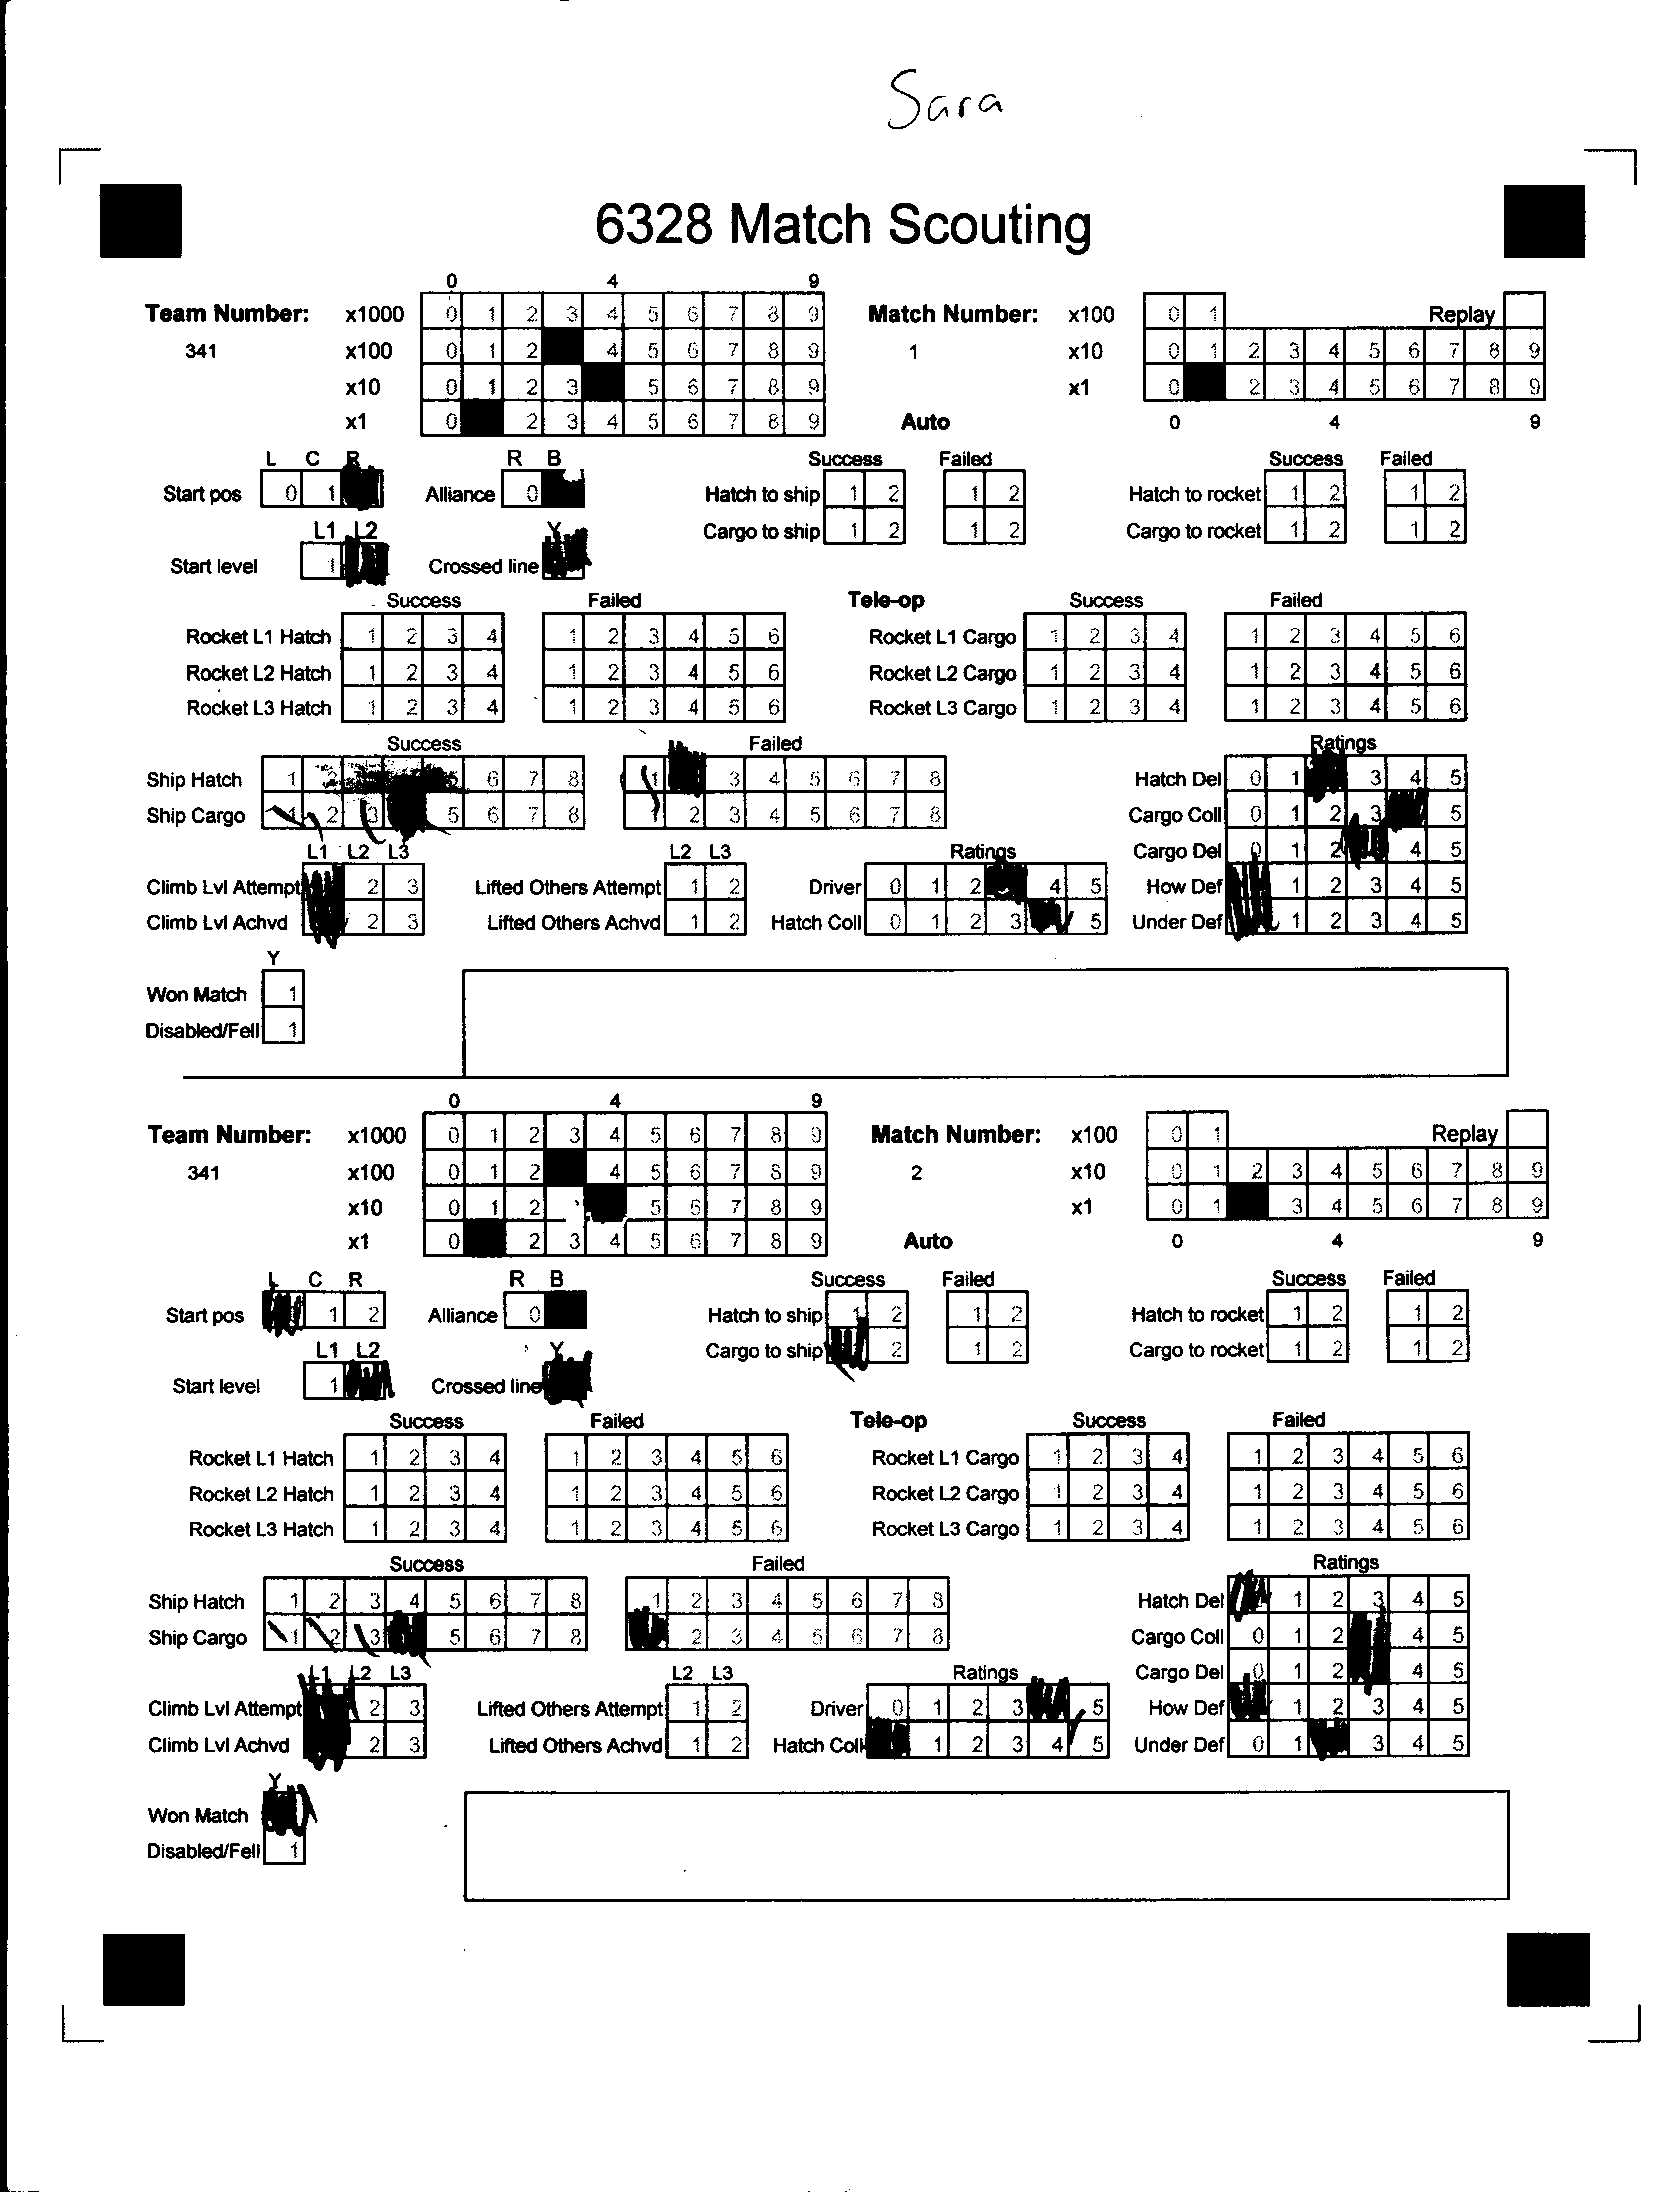 Sara
6328 Match Scouting
0 4 9
Team Number: x1000 0 1 2 3 4 5 6 7 8 9 Match Number: x100 0 1 Replay
341 x100 0 1 2 4 5 6 7 8 9 1 x10 0 1 2 3 4 5 6 7 8 9
x10 0 1 2 3 5 6 7 8 9 x1 0 2 3 4 5 6 7 8 9
x1 0 2 3 4 5 6 7 8 9 Auto 0 4 9
L C R R B Success Failed Success Failed
Start pos 0 1 Alliance 0 Hatch to ship 1 2 1 2 Hatch to rocket 1 2 1 2
L1 L2 Y Cargo to ship 1 2 1 2 Cargo to rocket 1 2 1 2
Start level 1 Crossed line
Success Failed Tele-op Success Failed
Rocket L1 Hatch 1 2 3 4 1 2 3 4 5 6 Rocket L1 Cargo 1 2 3 4 1 2 3 4 5 6
Rocket L2 Hatch 1 2 3 4 1 2 3 4 5 6 Rocket L2 Cargo 1 2 3 4 1 2 3 4 5 6
Rocket L3 Hatch 1 2 3 4 1 2 3 4 5 6 Rocket L3 Cargo 1 2 3 4 1 2 3 4 5 6
Success Failed Ratings
Ship Hatch 1 2 5 6 7 8 1 3 4 5 6 7 8 Hatch Del 0 1 3 4 5
Ship Cargo 1 2 3 5 6 7 8 1 2 3 4 5 6 7 8 Cargo Coll 0 1 2 3 5
L1 L2 L3 L2 L3 Ratings Cargo Del 0 1 2 4 5
Climb Lvl Attempt 2 3 Lifted Others Attempt 1 2 Driver 0 1 2 4 5 How Def 1 2 3 4 5
Climb Lvl Achvd 2 3 Lifted Others Achvd 1 2 Hatch Coll 0 1 2 3 5 Under Def 1 2 3 4 5
Y
Won Match 1
Disabled/Fell 1
0 4 9
Team Number: x1000 0 1 2 3 4 5 6 7 8 9 Match Number: x100 0 1 Replay
341 x100 0 1 2 4 5 6 7 8 9 2 x10 0 1 2 3 4 5 6 7 8 9
x10 0 1 2 5 6 7 8 9 x1 0 1 3 4 5 6 7 8 9
x1 0 2 3 4 5 6 7 8 9 Auto 0 4 9
L C R R B Success Failed Success Failed
Start pos 1 2 Alliance 0 Hatch to ship 1 2 1 2 Hatch to rocket 1 2 1 2
L1 L2 Y Cargo to ship 2 1 2 Cargo to rocket 1 2 1 2
Start level 1 Crossed line
Success Failed Tele-op Success Failed
Rocket L1 Hatch 1 2 3 4 1 2 3 4 5 6 Rocket L1 Cargo 1 2 3 4 1 2 3 4 5 6
Rocket L2 Hatch 1 2 3 4 1 2 3 4 5 6 Rocket L2 Cargo 1 2 3 4 1 2 3 4 5 6
Rocket L3 Hatch 1 2 3 4 1 2 3 4 5 6 Rocket L3 Cargo 1 2 3 4 1 2 3 4 5 6
Success Failed Ratings
Ship Hatch 1 2 3 4 5 6 7 8 1 2 3 4 5 6 7 8 Hatch Del 1 2 3 4 5
Ship Cargo 1 2 3 5 6 7 8 2 3 4 5 6 7 8 Cargo Coll 0 1 2 4 5
L1 L2 L3 L2 L3 Ratings Cargo Del 0 1 2 4 5
Climb Lvl Attempt 2 3 Lifted Others Attempt 1 2 Driver 0 1 2 3 5 How Def 1 2 3 4 5
Climb Lvl Achvd 2 3 Lifted Others Achvd 1 2 Hatch Coll 1 2 3 4 5 Under Def 0 1 3 4 5
Y
Won Match
Disabled/Fell 1